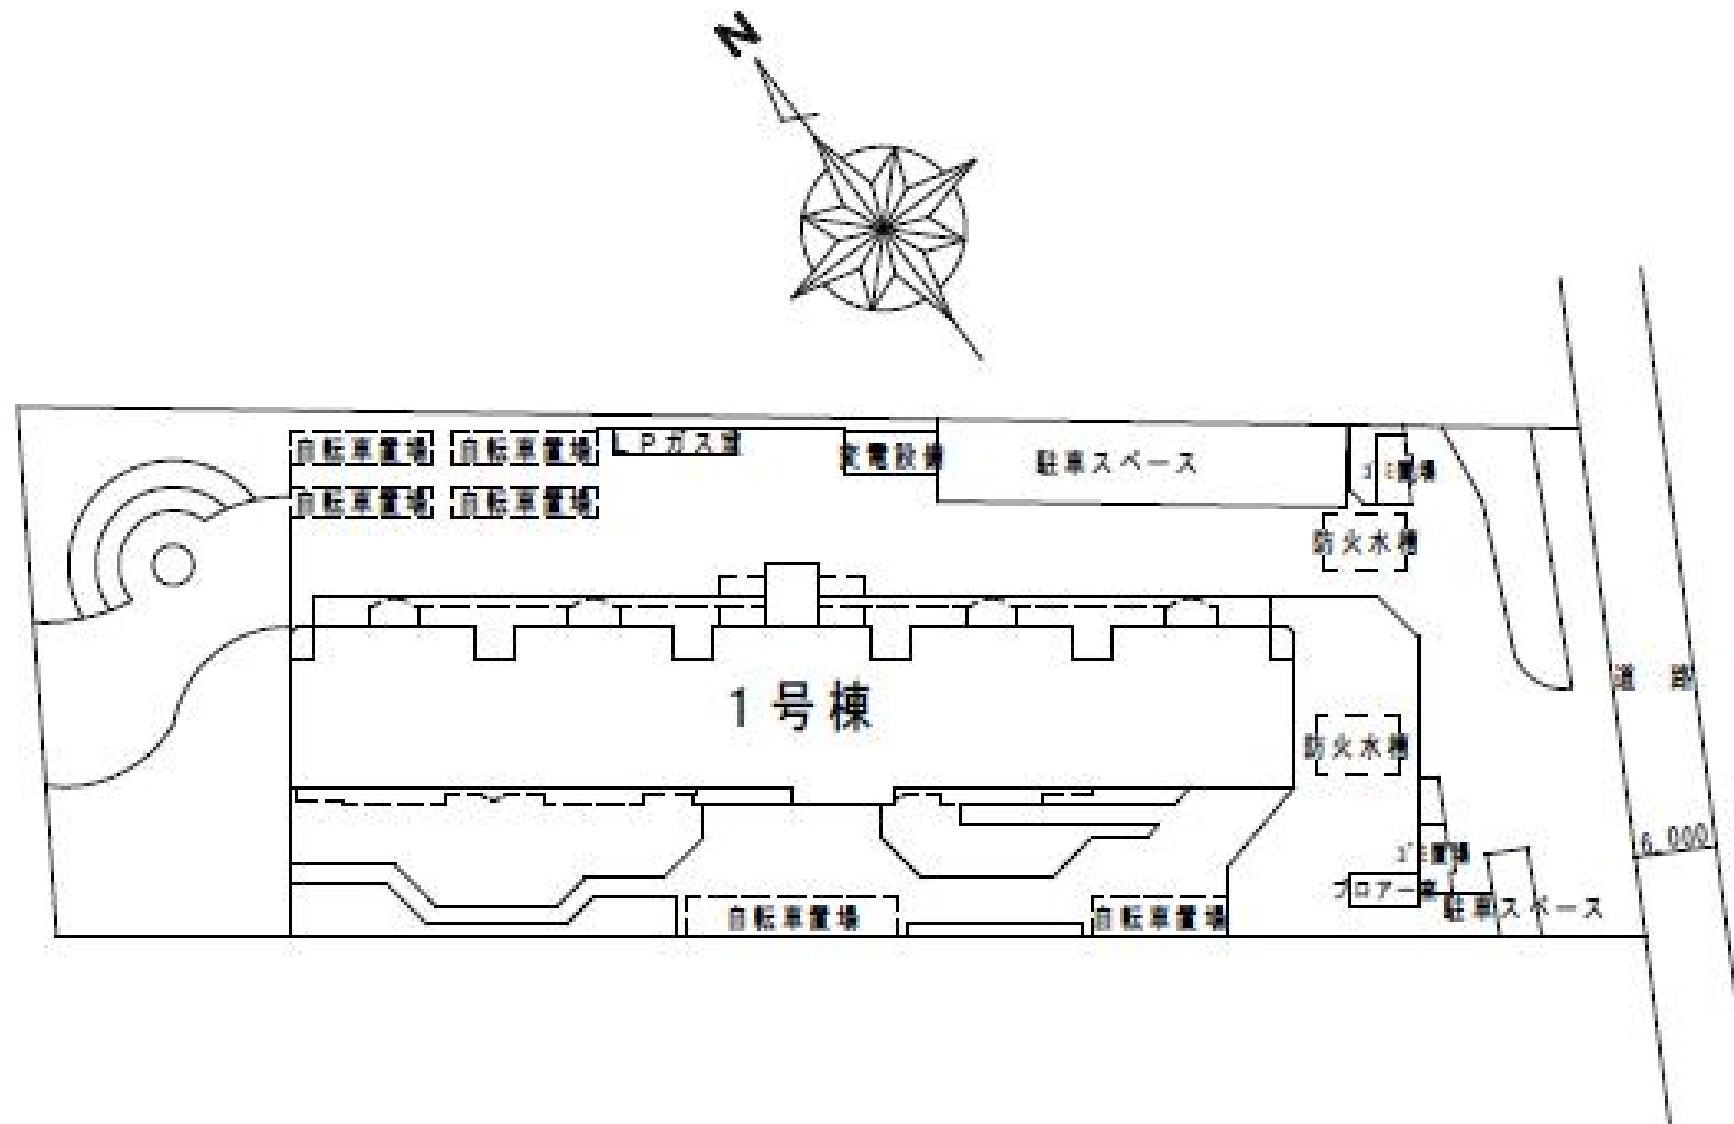 N
自転車置場 自転車置場 LPガス置 変電設備 駐車スペース ゴミ置場
自転車置場 自転車置場
防火水槽
1号棟
道路
防火水槽
6,000
ゴミ置場
ブロアー室
駐車スペース
自転車置場 自転車置場